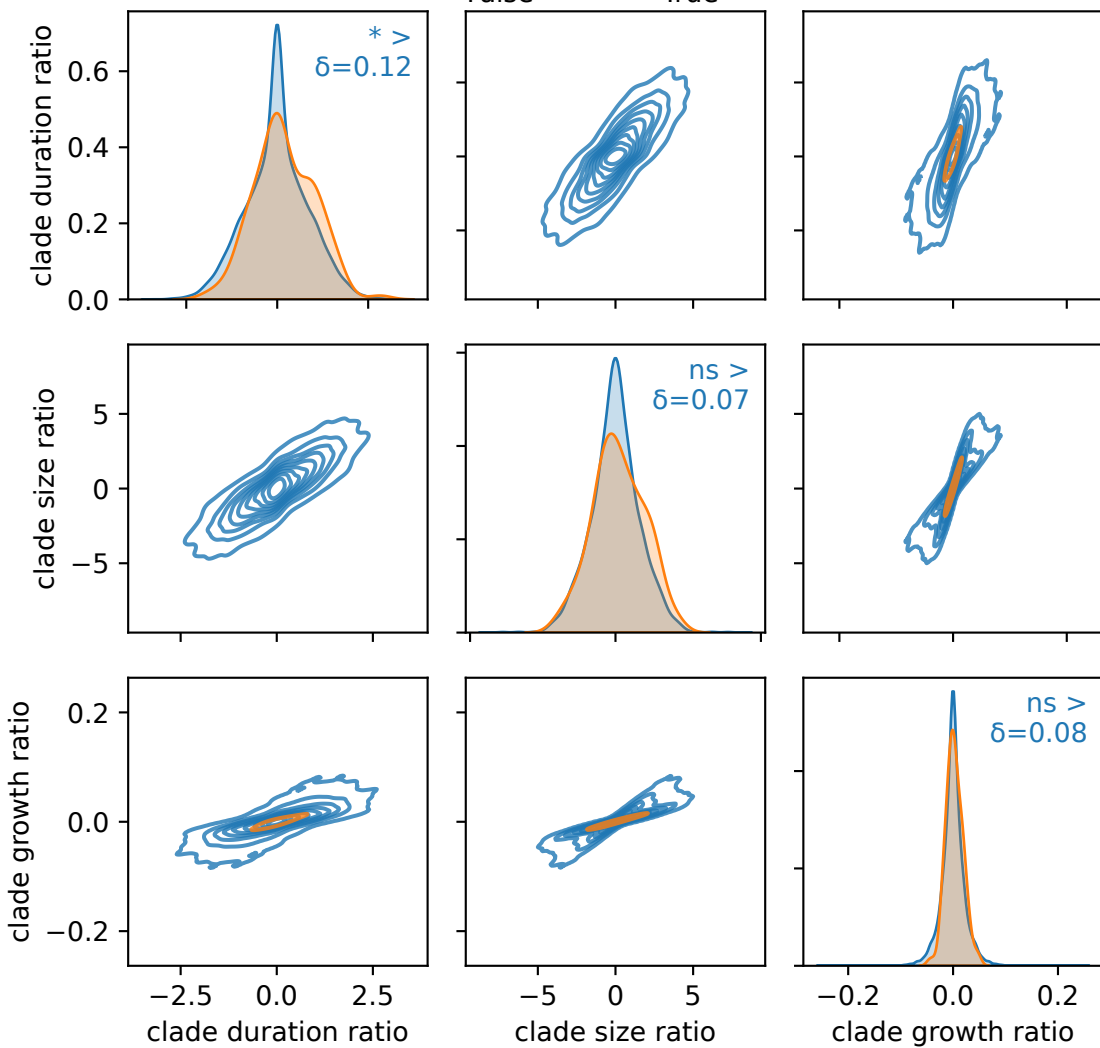 clade duration ratio
0.6
0.4
0.2
0.0
* >
δ=0.12
clade size ratio
5
0
−5
ns >
δ=0.07
clade growth ratio
0.2
0.0
−0.2
ns >
δ=0.08
−2.5 0.0 2.5
−5 0 5
−0.2 0.0 0.2
clade duration ratio
clade size ratio
clade growth ratio